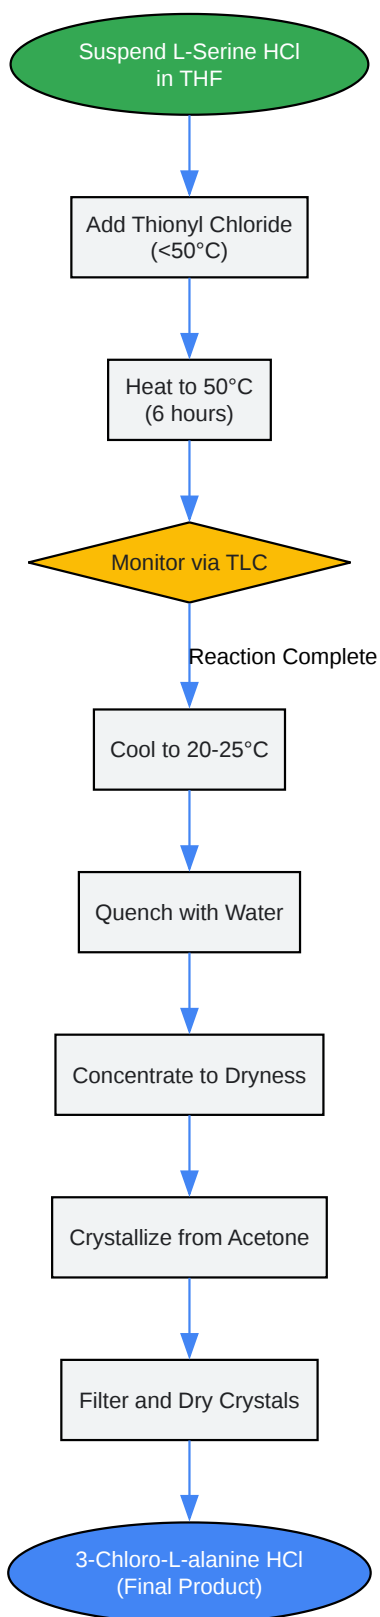 Suspend L-Serine HCl
in THF
Add Thionyl Chloride
(<50°C)
Heat to 50°C
(6 hours)
Monitor via TLC
Reaction Complete
Cool to 20-25°C
Quench with Water
Concentrate to Dryness
Crystallize from Acetone
Filter and Dry Crystals
3-Chloro-L-alanine HCl
(Final Product)